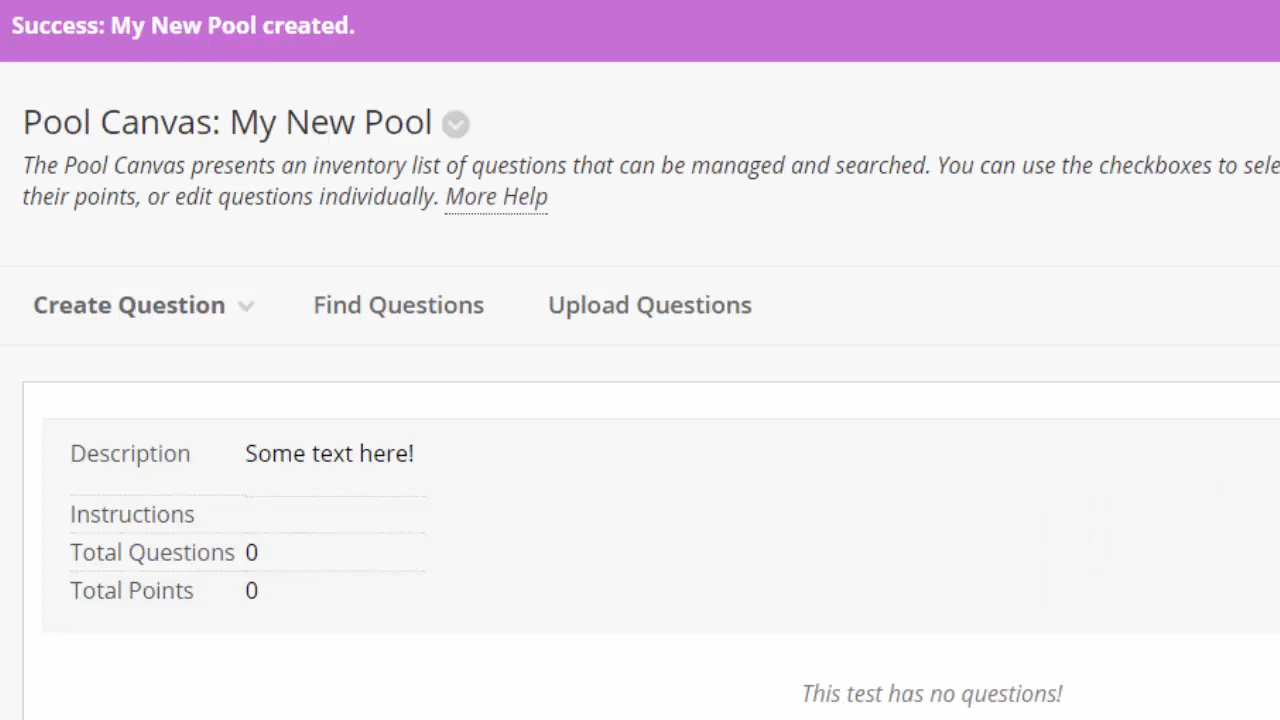 Success: My New Pool created.
Pool Canvas: My New Pool
The Pool Canvas presents an inventory list of questions that can be managed and searched. You can use the checkboxes to sele
their points, or edit questions individually. More Help
Create Question Find Questions Upload Questions
Description Some text here!
Instructions
Total Questions 0
Total Points 0
This test has no questions!